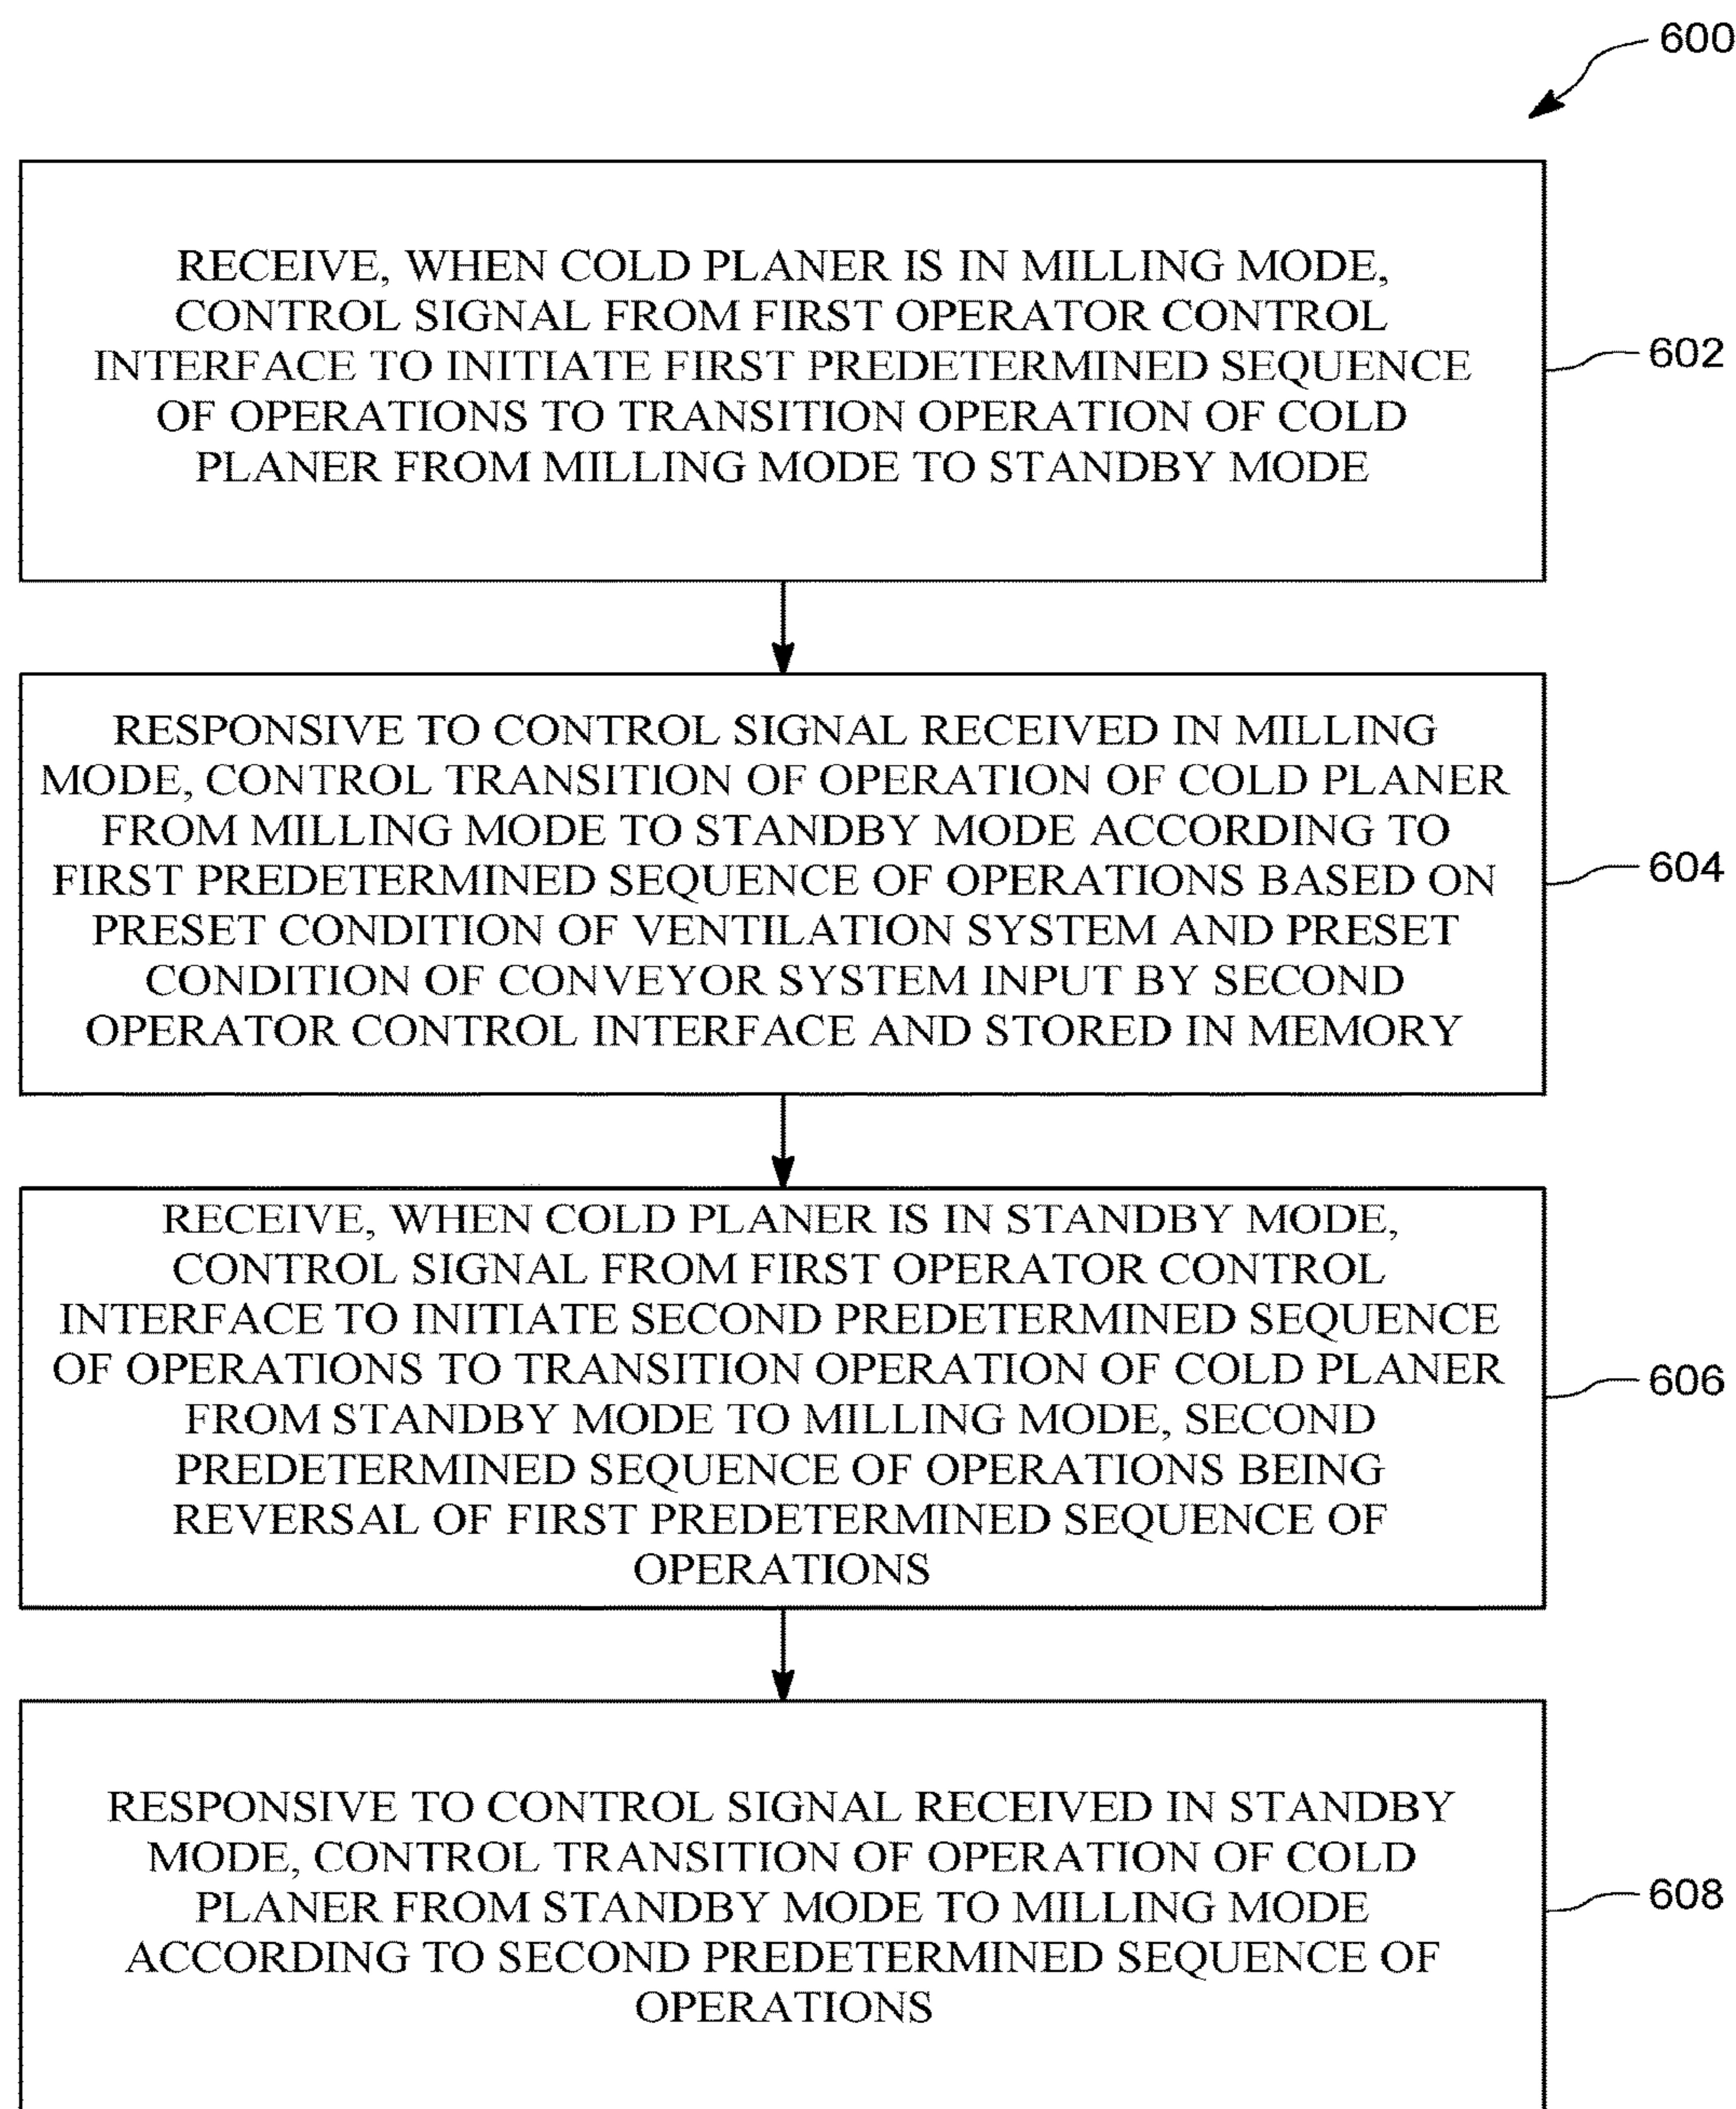 600
RECEIVE, WHEN COLD PLANER IS IN MILLING MODE,
CONTROL SIGNAL FROM FIRST OPERATOR CONTROL
INTERFACE TO INITIATE FIRST PREDETERMINED SEQUENCE
OF OPERATIONS TO TRANSITION OPERATION OF COLD
PLANER FROM MILLING MODE TO STANDBY MODE
602
RESPONSIVE TO CONTROL SIGNAL RECEIVED IN MILLING
MODE, CONTROL TRANSITION OF OPERATION OF COLD PLANER
FROM MILLING MODE TO STANDBY MODE ACCORDING TO
FIRST PREDETERMINED SEQUENCE OF OPERATIONS BASED ON
PRESET CONDITION OF VENTILATION SYSTEM AND PRESET
CONDITION OF CONVEYOR SYSTEM INPUT BY SECOND
OPERATOR CONTROL INTERFACE AND STORED IN MEMORY
604
RECEIVE, WHEN COLD PLANER IS IN STANDBY MODE,
CONTROL SIGNAL FROM FIRST OPERATOR CONTROL
INTERFACE TO INITIATE SECOND PREDETERMINED SEQUENCE
OF OPERATIONS TO TRANSITION OPERATION OF COLD PLANER
FROM STANDBY MODE TO MILLING MODE, SECOND
PREDETERMINED SEQUENCE OF OPERATIONS BEING
REVERSAL OF FIRST PREDETERMINED SEQUENCE OF
OPERATIONS
606
RESPONSIVE TO CONTROL SIGNAL RECEIVED IN STANDBY
MODE, CONTROL TRANSITION OF OPERATION OF COLD
PLANER FROM STANDBY MODE TO MILLING MODE
ACCORDING TO SECOND PREDETERMINED SEQUENCE OF
OPERATIONS
608